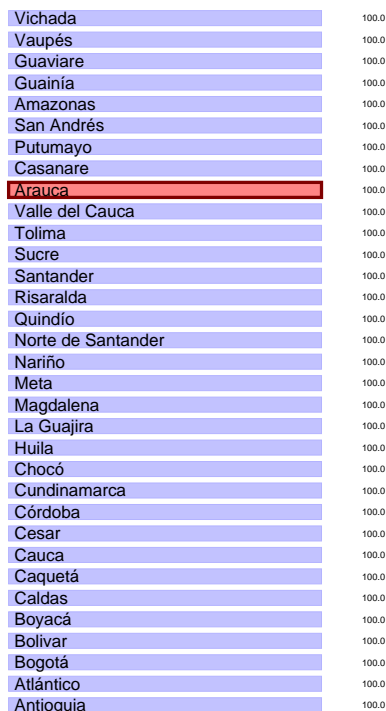 Vichada 100.0
Vaupés 100.0
Guaviare 100.0
Guainía 100.0
Amazonas 100.0
San Andrés 100.0
Putumayo 100.0
Casanare 100.0
Arauca 100.0
Valle del Cauca 100.0
Tolima 100.0
Sucre 100.0
Santander 100.0
Risaralda 100.0
Quindío 100.0
Norte de Santander 100.0
Nariño 100.0
Meta 100.0
Magdalena 100.0
La Guajira 100.0
Huila 100.0
Chocó 100.0
Cundinamarca 100.0
Córdoba 100.0
Cesar 100.0
Cauca 100.0
Caquetá 100.0
Caldas 100.0
Boyacá 100.0
Bolivar 100.0
Bogotá 100.0
Atlántico 100.0
Antioquia 100.0